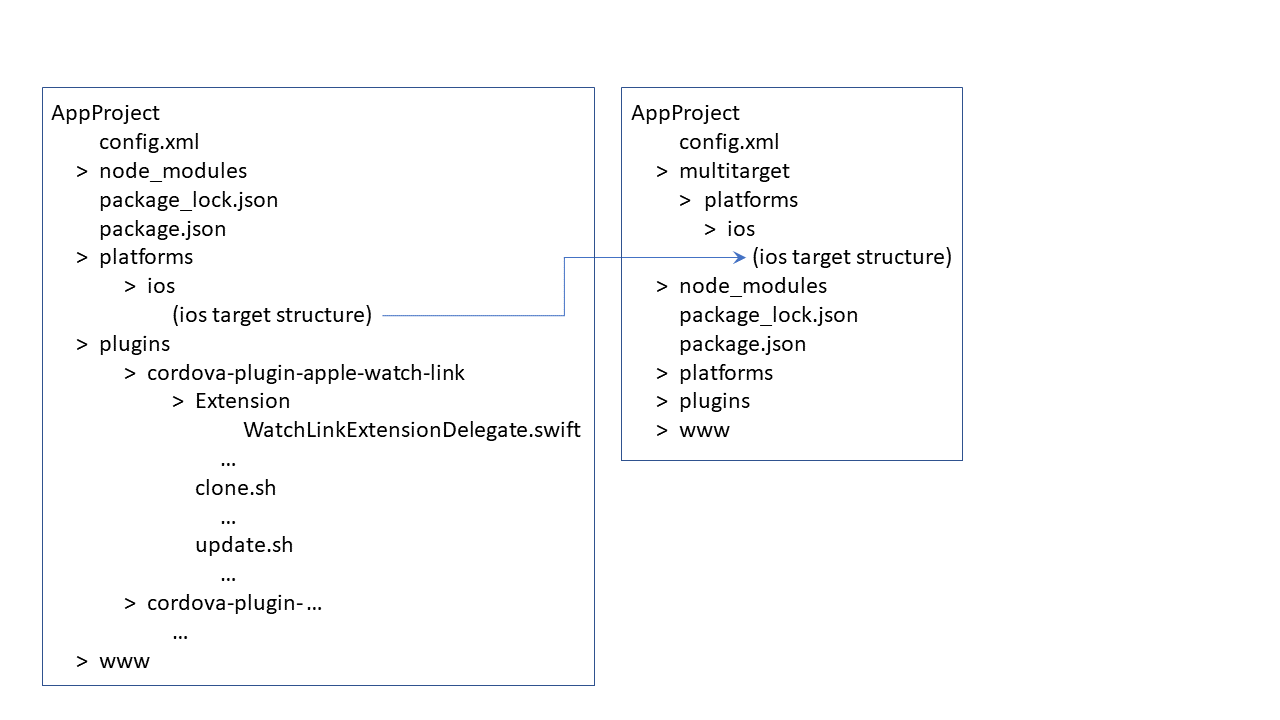 AppProject
config.xml
> node_modules
package_lock.json
package.json
> platforms
> ios
(ios target structure)
> plugins
> cordova-plugin-apple-watch-link
> Extension
WatchLinkExtensionDelegate.swift
...
clone.sh
...
update.sh
...
> cordova-plugin-...
...
> www
AppProject
config.xml
> multitarget
> platforms
> ios
(ios target structure)
> node_modules
package_lock.json
package.json
> platforms
> plugins
> www